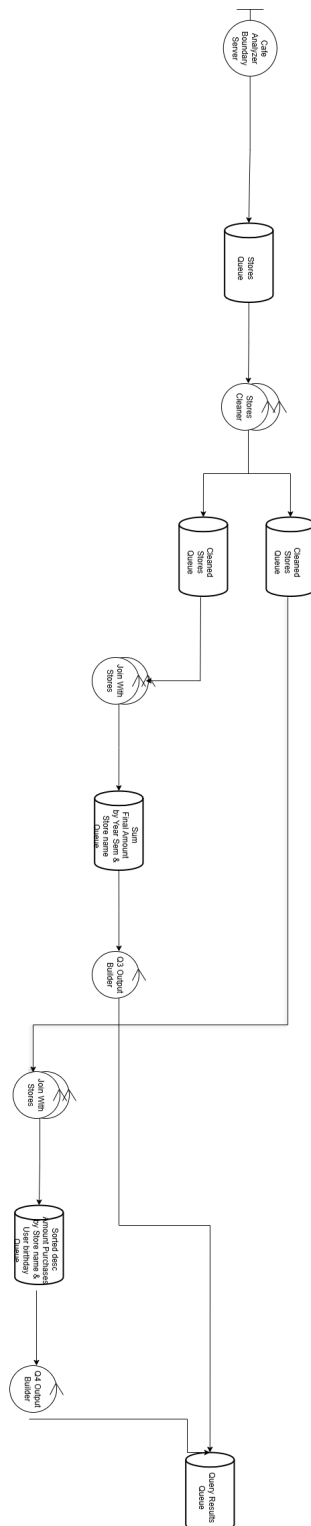 Cafe
Analyzer
Boundary
Server
Stores
Queue
Stores
Cleaner
Cleaned
Stores
Queue
Cleaned
Stores
Queue
Join With
Stores
Sum
Final Amount
by Year Sem &
Store name
Queue
Q3 Output
Builder
Join With
Stores
Sorted desc
Amount Purchases
by Store name &
User birthday
Queue
Q4 Output
Builder
Query Results
Queue